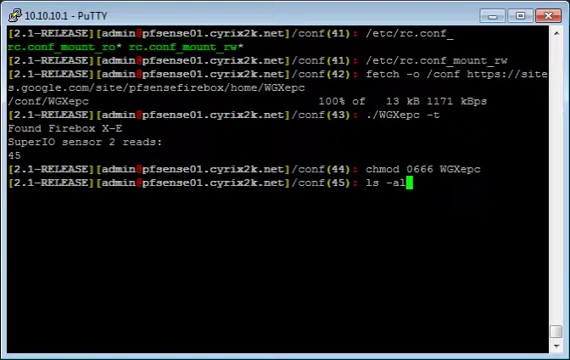 10.10.10.1 - PuTTY
[2.1-RELEASE][admin@pfsense01.cyrix2k.net]/conf(41): /etc/rc.conf_
rc.conf_mount_ro* rc.conf_mount_rw*
[2.1-RELEASE][admin@pfsense01.cyrix2k.net]/conf(41): /etc/rc.conf_mount_rw
[2.1-RELEASE][admin@pfsense01.cyrix2k.net]/conf(42): fetch -o /conf https://site
s.google.com/site/pfsensefirebox/home/WGXepc
/conf/WGXepc 100% of 13 kB 1171 kBps
[2.1-RELEASE][admin@pfsense01.cyrix2k.net]/conf(43): ./WGXepc -t
Found Firebox X-E
SuperIO sensor 2 reads:
45
[2.1-RELEASE][admin@pfsense01.cyrix2k.net]/conf(44): chmod 0666 WGXepc
[2.1-RELEASE][admin@pfsense01.cyrix2k.net]/conf(45): ls -al